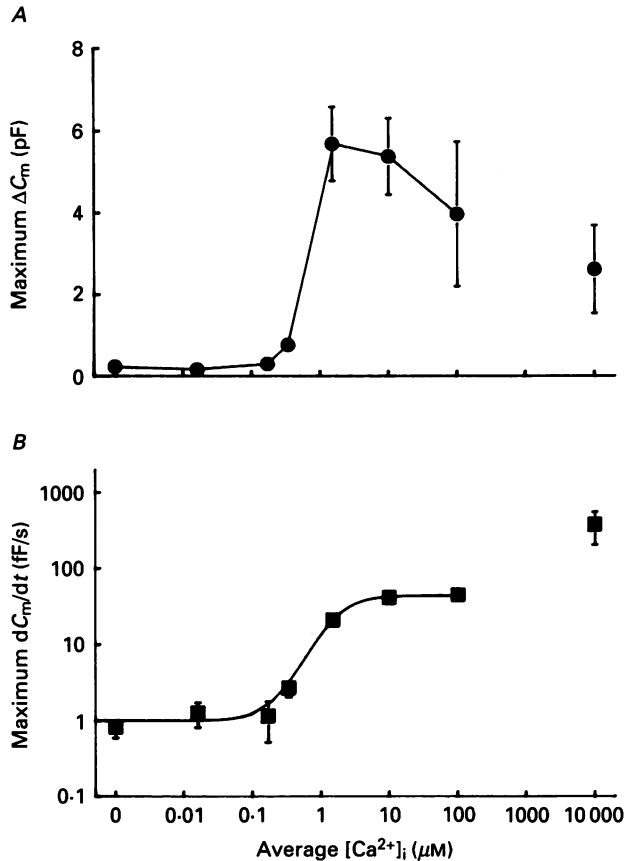 A
8
6
4
2
0
Maximum ΔCm (pF)
B
1000
100
10
1
0·1
Maximum dCm/dt (fF/s)
0 0·01 0·1 1 10 100 1000 10 000
Average [Ca2+]i (μM)